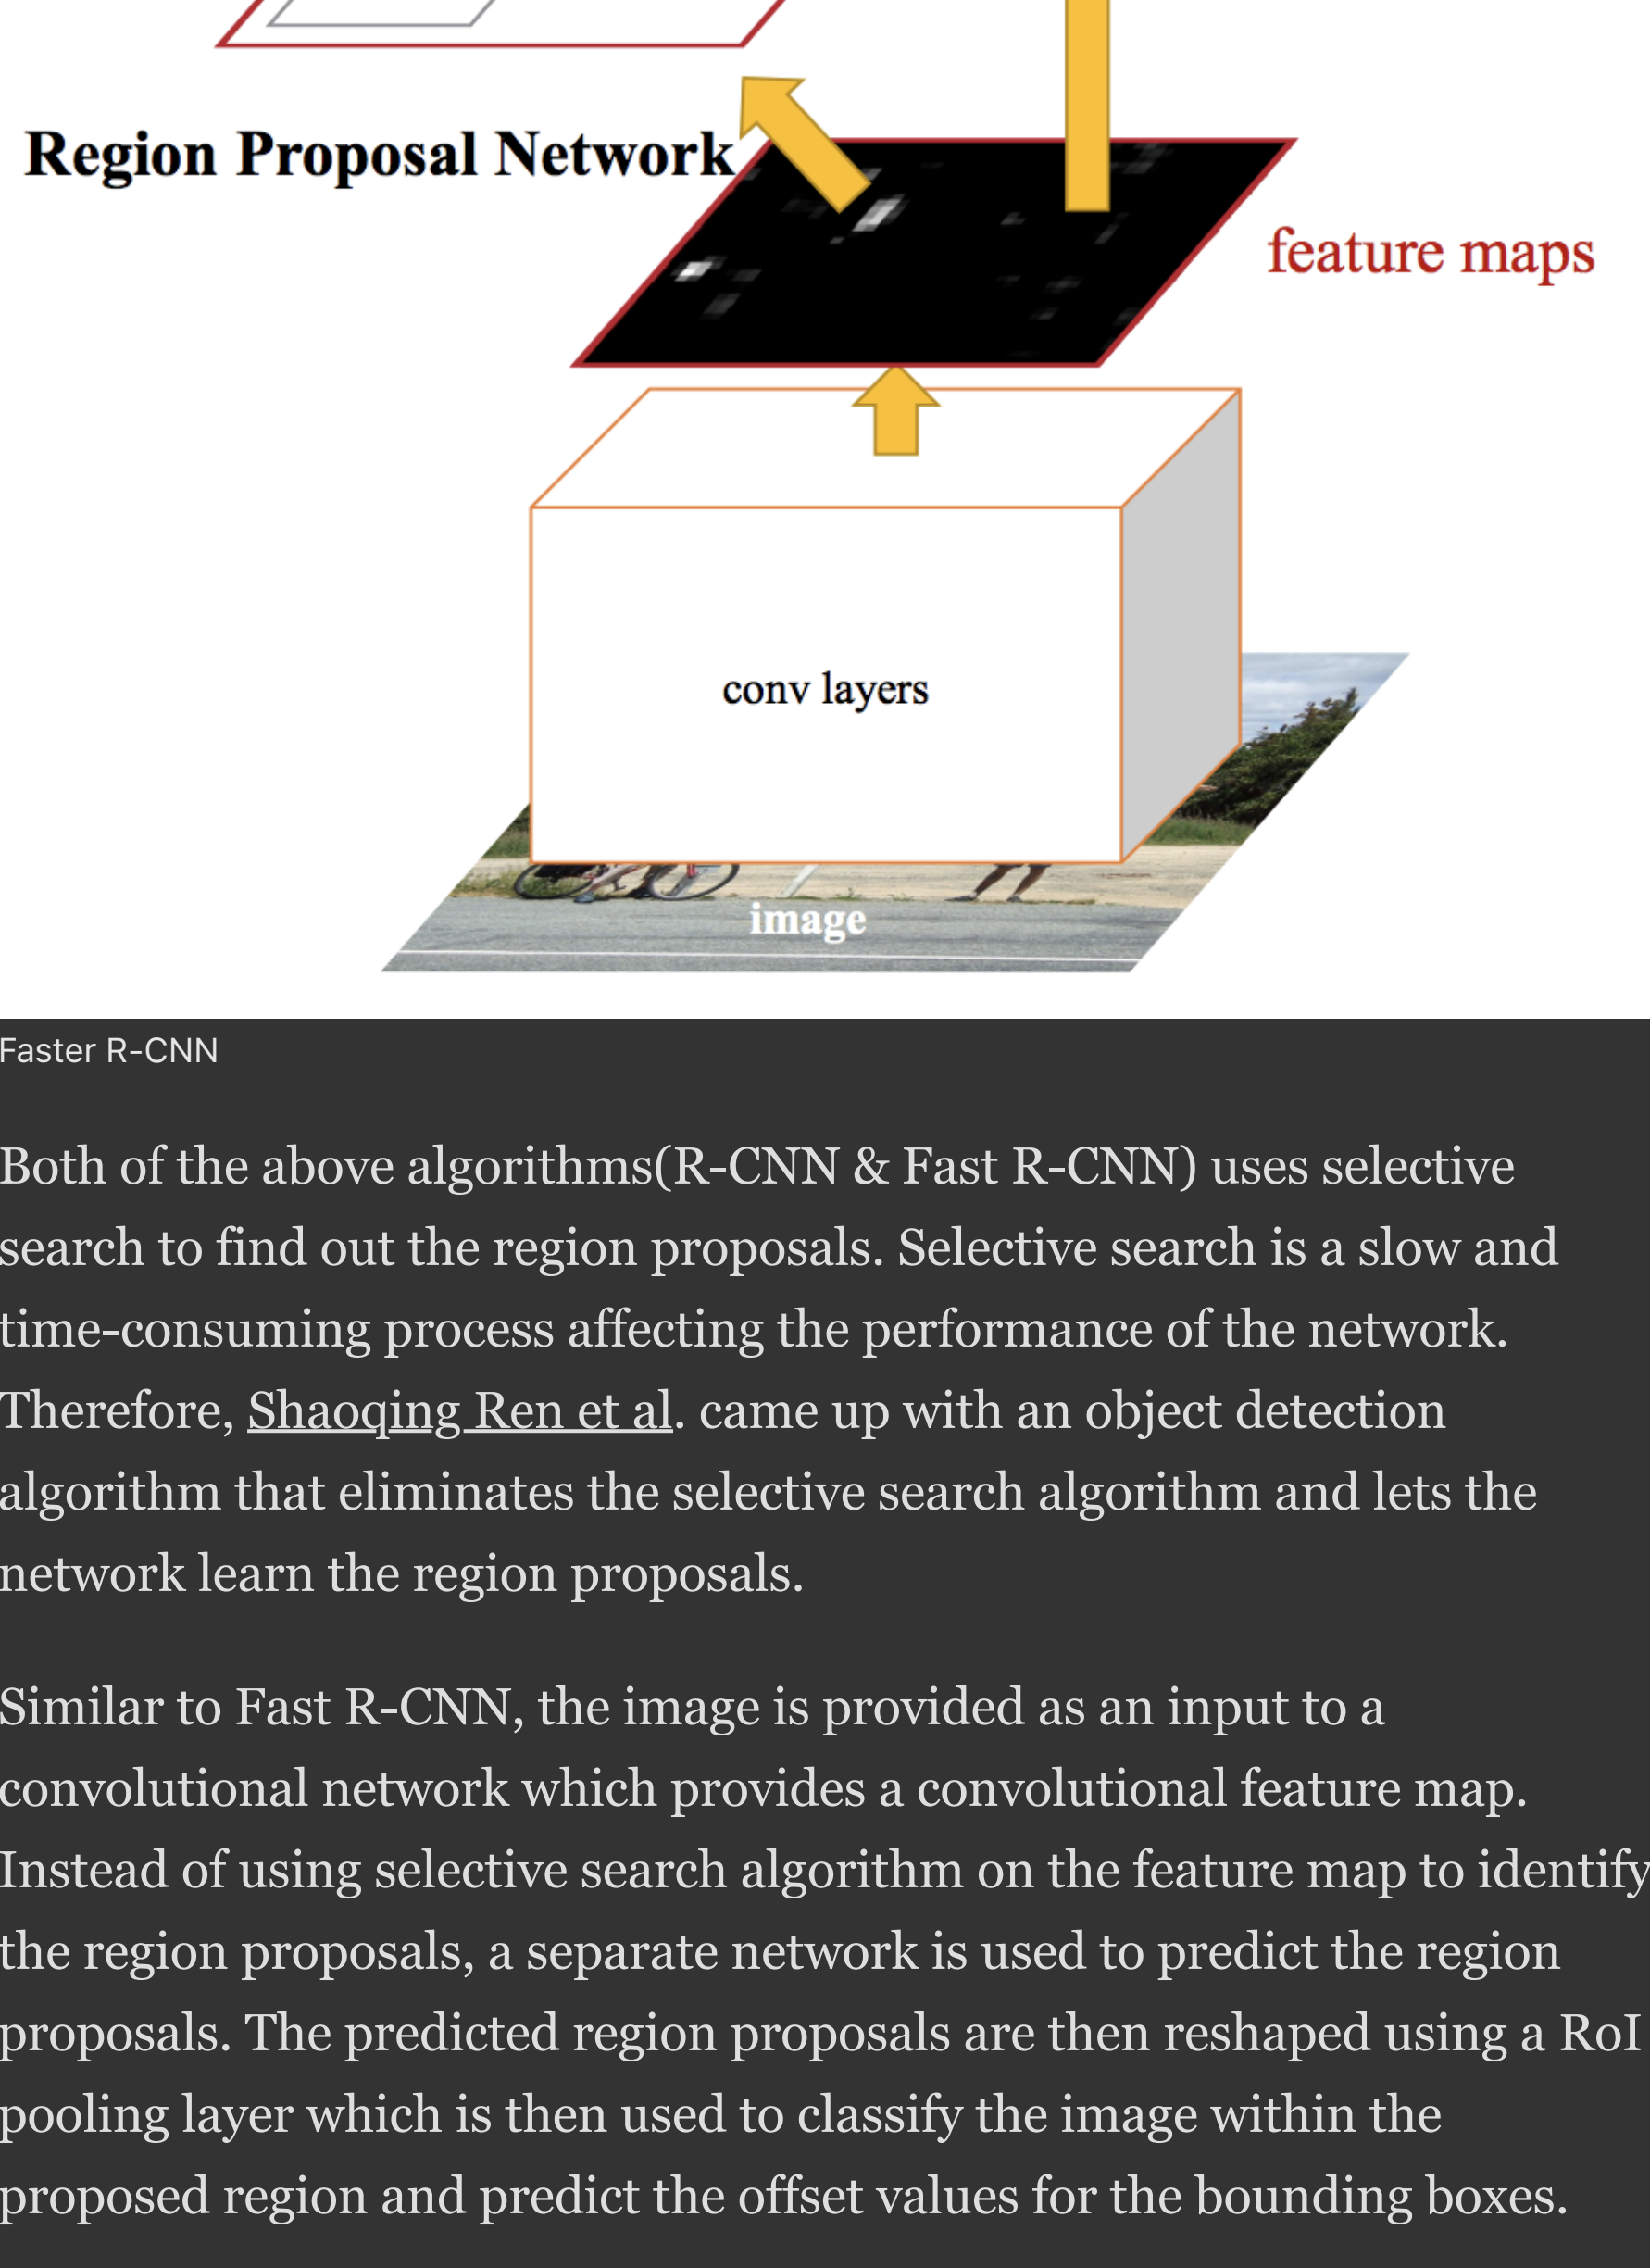 Region Proposal Network
feature maps
conv layers
image
Faster R-CNN
Both of the above algorithms(R-CNN & Fast R-CNN) uses selective
search to find out the region proposals. Selective search is a slow and
time-consuming process affecting the performance of the network.
Therefore, Shaoqing Ren et al. came up with an object detection
algorithm that eliminates the selective search algorithm and lets the
network learn the region proposals.
Similar to Fast R-CNN, the image is provided as an input to a
convolutional network which provides a convolutional feature map.
Instead of using selective search algorithm on the feature map to identify
the region proposals, a separate network is used to predict the region
proposals. The predicted region proposals are then reshaped using a RoI
pooling layer which is then used to classify the image within the
proposed region and predict the offset values for the bounding boxes.